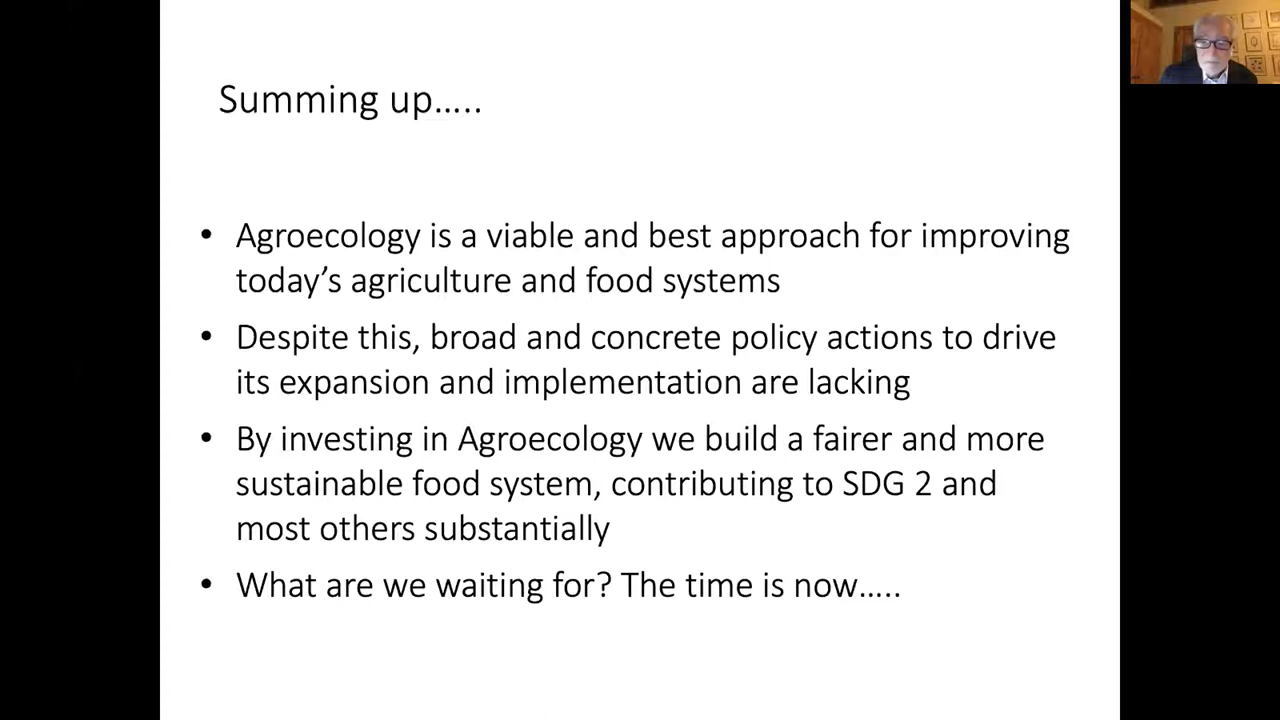 Summing up.....
• Agroecology is a viable and best approach for improving
today’s agriculture and food systems
• Despite this, broad and concrete policy actions to drive
its expansion and implementation are lacking
• By investing in Agroecology we build a fairer and more
sustainable food system, contributing to SDG 2 and
most others substantially
• What are we waiting for? The time is now.....